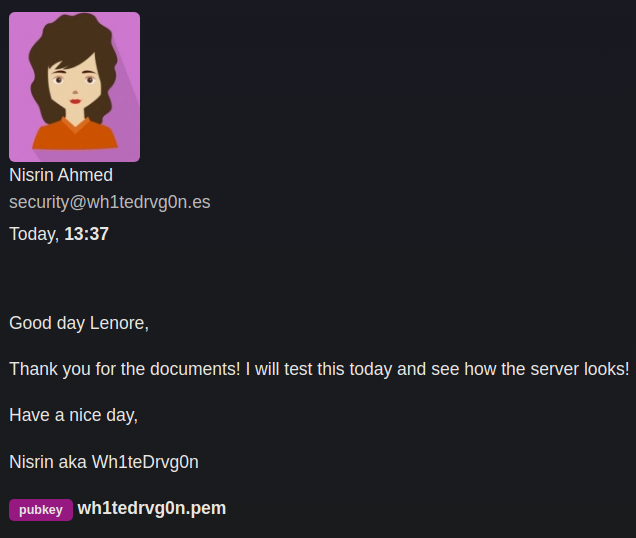 Nisrin Ahmed
security@wh1tedrvg0n.es
Today, 13:37
Good day Lenore,
Thank you for the documents! I will test this today and see how the server looks!
Have a nice day,
Nisrin aka Wh1teDrvg0n
pubkey wh1tedrvg0n.pem